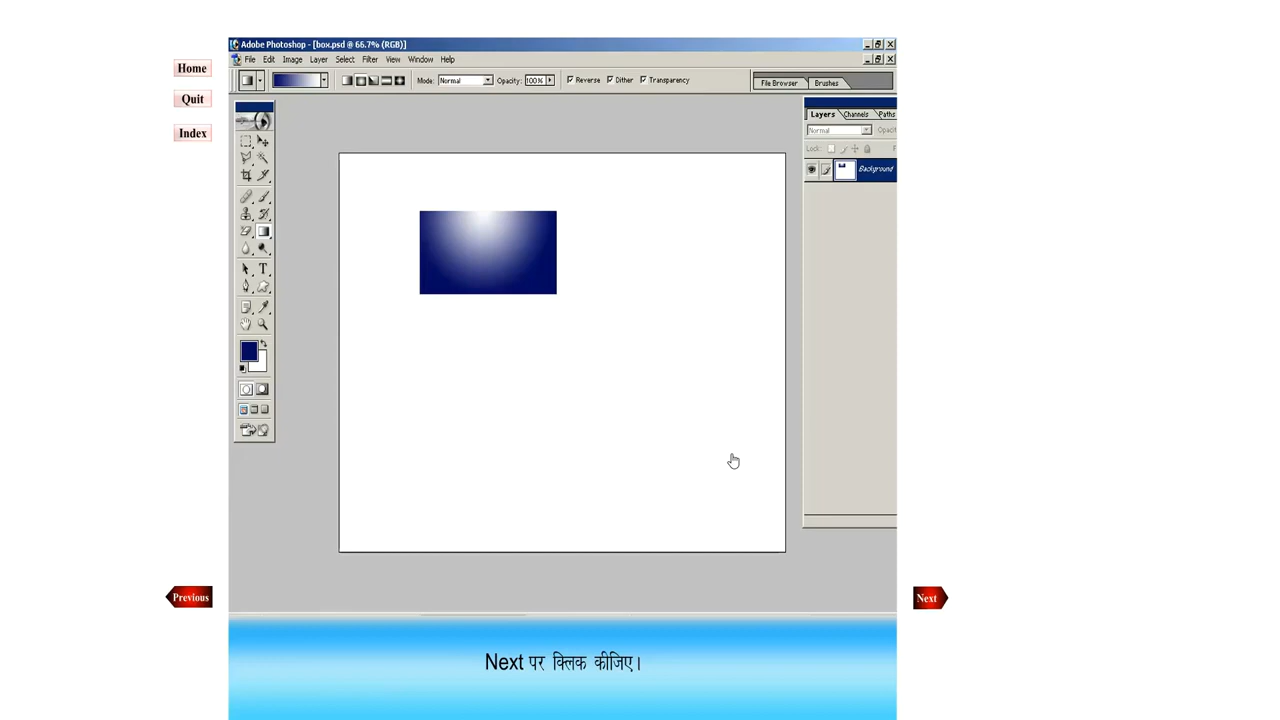 Adobe Photoshop - [box.psd @ 66.7% (RGB)]
File Edit Image Layer Select Filter View Window Help
Mode: Normal Opacity: 100% Reverse Dither Transparency File Browser Brushes
Home
Quit
Index
Layers Channels Paths
Normal Opacit
Lock: F
Background
T
Previous
Next
Next पर क्लिक कीजिए।